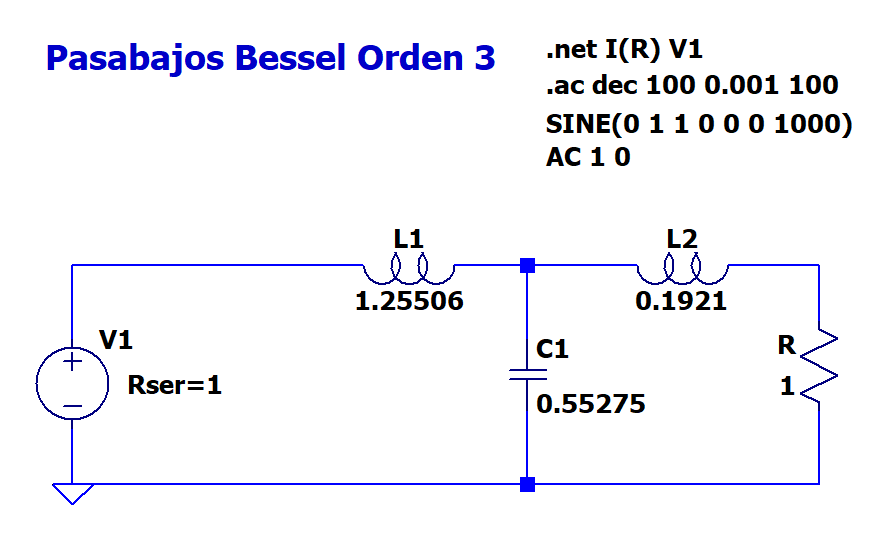 Pasabajos Bessel Orden 3
.net I(R) V1
.ac dec 100 0.001 100
SINE(0 1 1 0 0 0 1000)
AC 1 0
L1
1.25506
L2
0.1921
V1
Rser=1
C1
0.55275
R
1